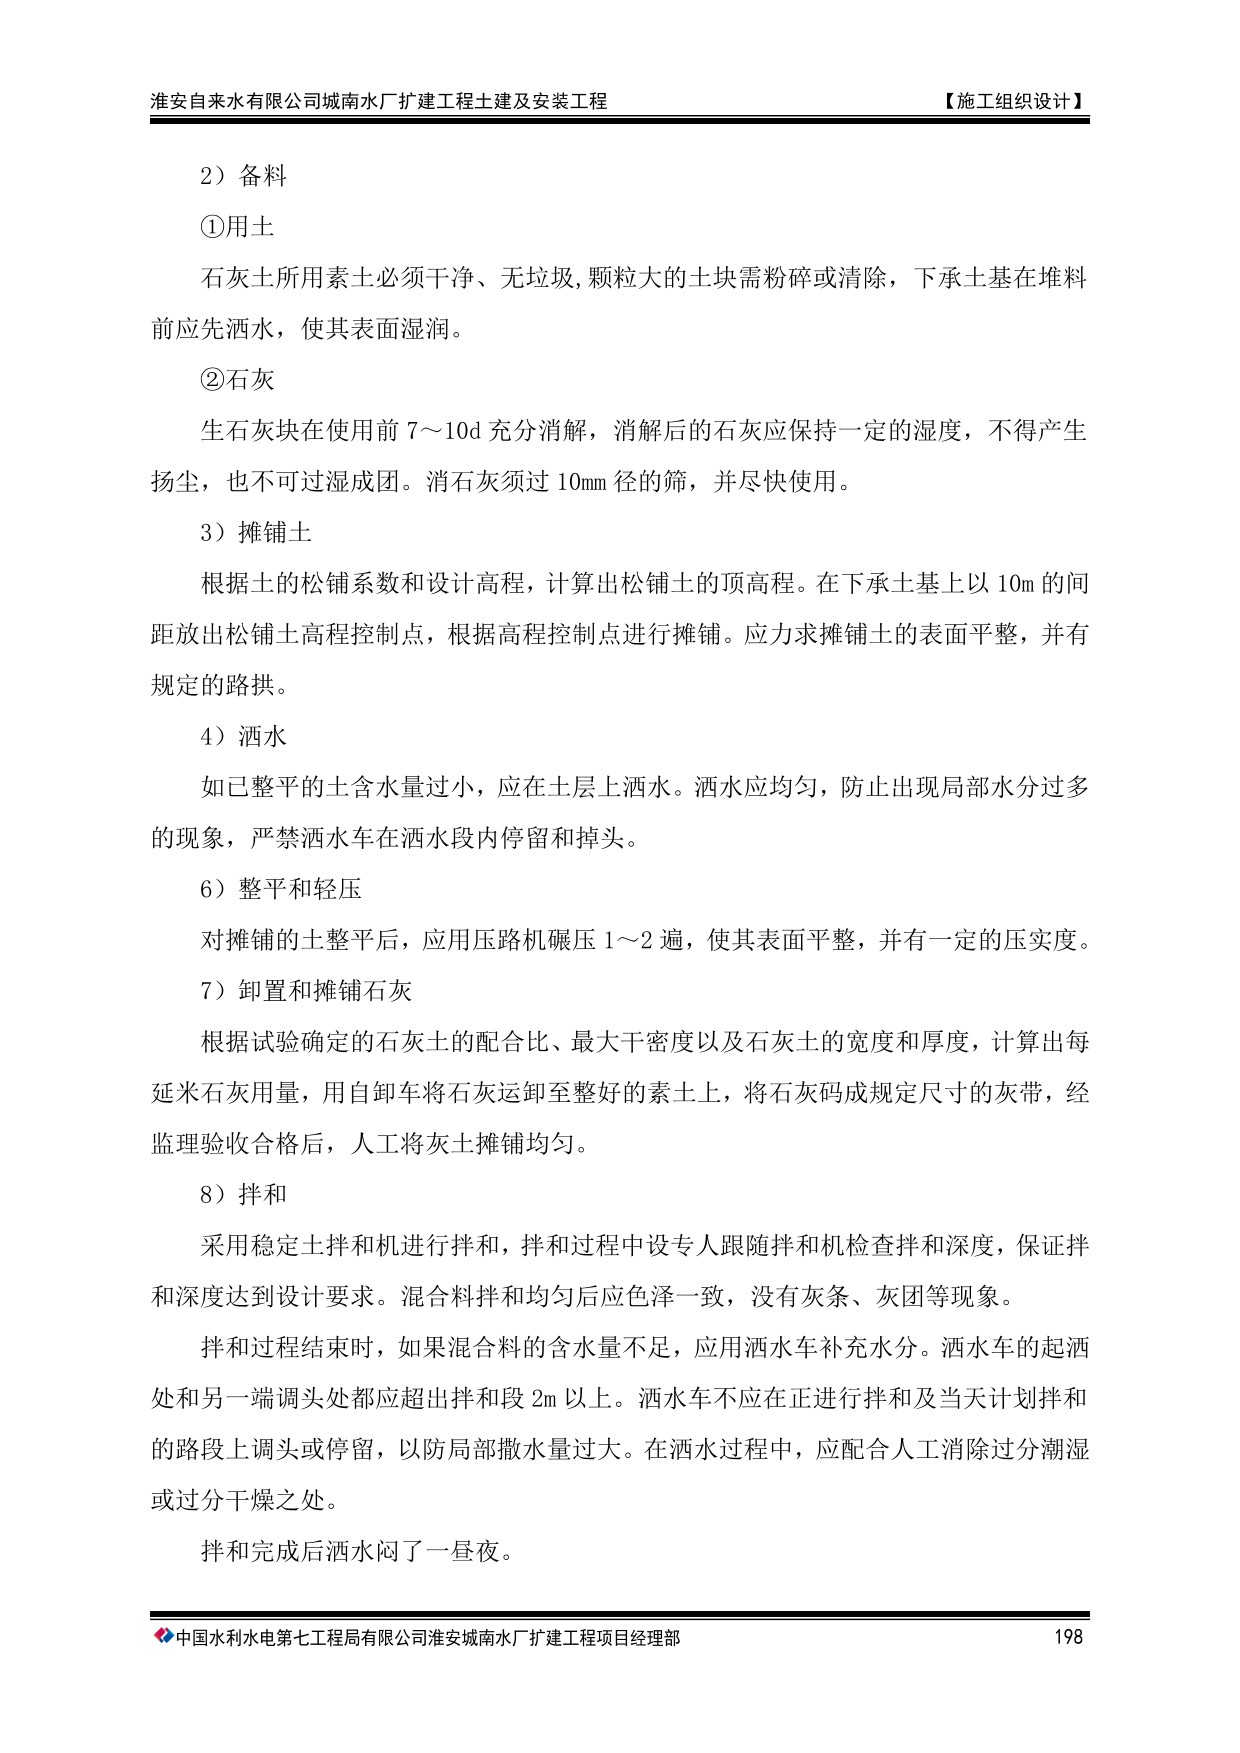 淮安自来水有限公司城南水厂扩建工程土建及安装工程 【施工组织设计】
2）备料
①用土
石灰土所用素土必须干净、无垃圾,颗粒大的土块需粉碎或清除，下承土基在堆料
前应先洒水，使其表面湿润。
②石灰
生石灰块在使用前 7～10d 充分消解，消解后的石灰应保持一定的湿度，不得产生
扬尘，也不可过湿成团。消石灰须过 10mm 径的筛，并尽快使用。
3）摊铺土
根据土的松铺系数和设计高程，计算出松铺土的顶高程。在下承土基上以 10m 的间
距放出松铺土高程控制点，根据高程控制点进行摊铺。应力求摊铺土的表面平整，并有
规定的路拱。
4）洒水
如已整平的土含水量过小，应在土层上洒水。洒水应均匀，防止出现局部水分过多
的现象，严禁洒水车在洒水段内停留和掉头。
6）整平和轻压
对摊铺的土整平后，应用压路机碾压 1～2 遍，使其表面平整，并有一定的压实度。
7）卸置和摊铺石灰
根据试验确定的石灰土的配合比、最大干密度以及石灰土的宽度和厚度，计算出每
延米石灰用量，用自卸车将石灰运卸至整好的素土上，将石灰码成规定尺寸的灰带，经
监理验收合格后，人工将灰土摊铺均匀。
8）拌和
采用稳定土拌和机进行拌和，拌和过程中设专人跟随拌和机检查拌和深度，保证拌
和深度达到设计要求。混合料拌和均匀后应色泽一致，没有灰条、灰团等现象。
拌和过程结束时，如果混合料的含水量不足，应用洒水车补充水分。洒水车的起洒
处和另一端调头处都应超出拌和段 2m 以上。洒水车不应在正进行拌和及当天计划拌和
的路段上调头或停留，以防局部撒水量过大。在洒水过程中，应配合人工消除过分潮湿
或过分干燥之处。
拌和完成后洒水闷了一昼夜。
中国水利水电第七工程局有限公司淮安城南水厂扩建工程项目经理部 198